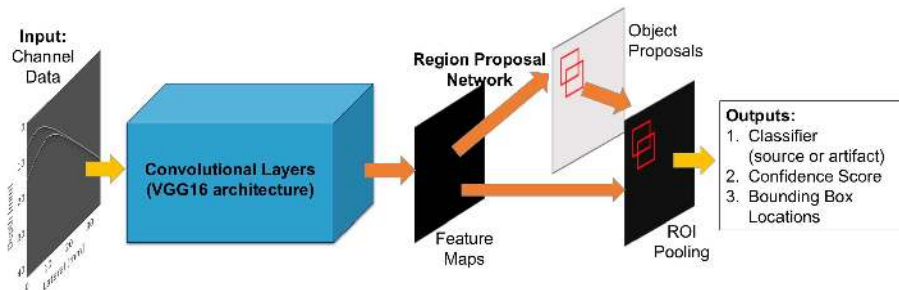 Input:
Channel
Data
Convolutional Layers
(VGG16 architecture)
Region Proposal
Network
Feature
Maps
Object
Proposals
ROI
Pooling
Outputs:
1. Classifier
(source or artifact)
2. Confidence Score
3. Bounding Box
Locations